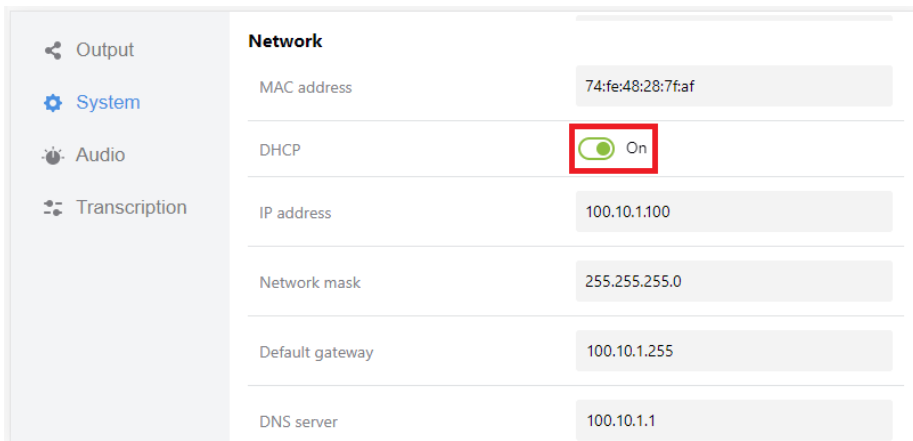 Output
System
Audio
Transcription
Network
MAC address 74:fe:48:28:7f:af
DHCP On
IP address 100.10.1.100
Network mask 255.255.255.0
Default gateway 100.10.1.255
DNS server 100.10.1.1